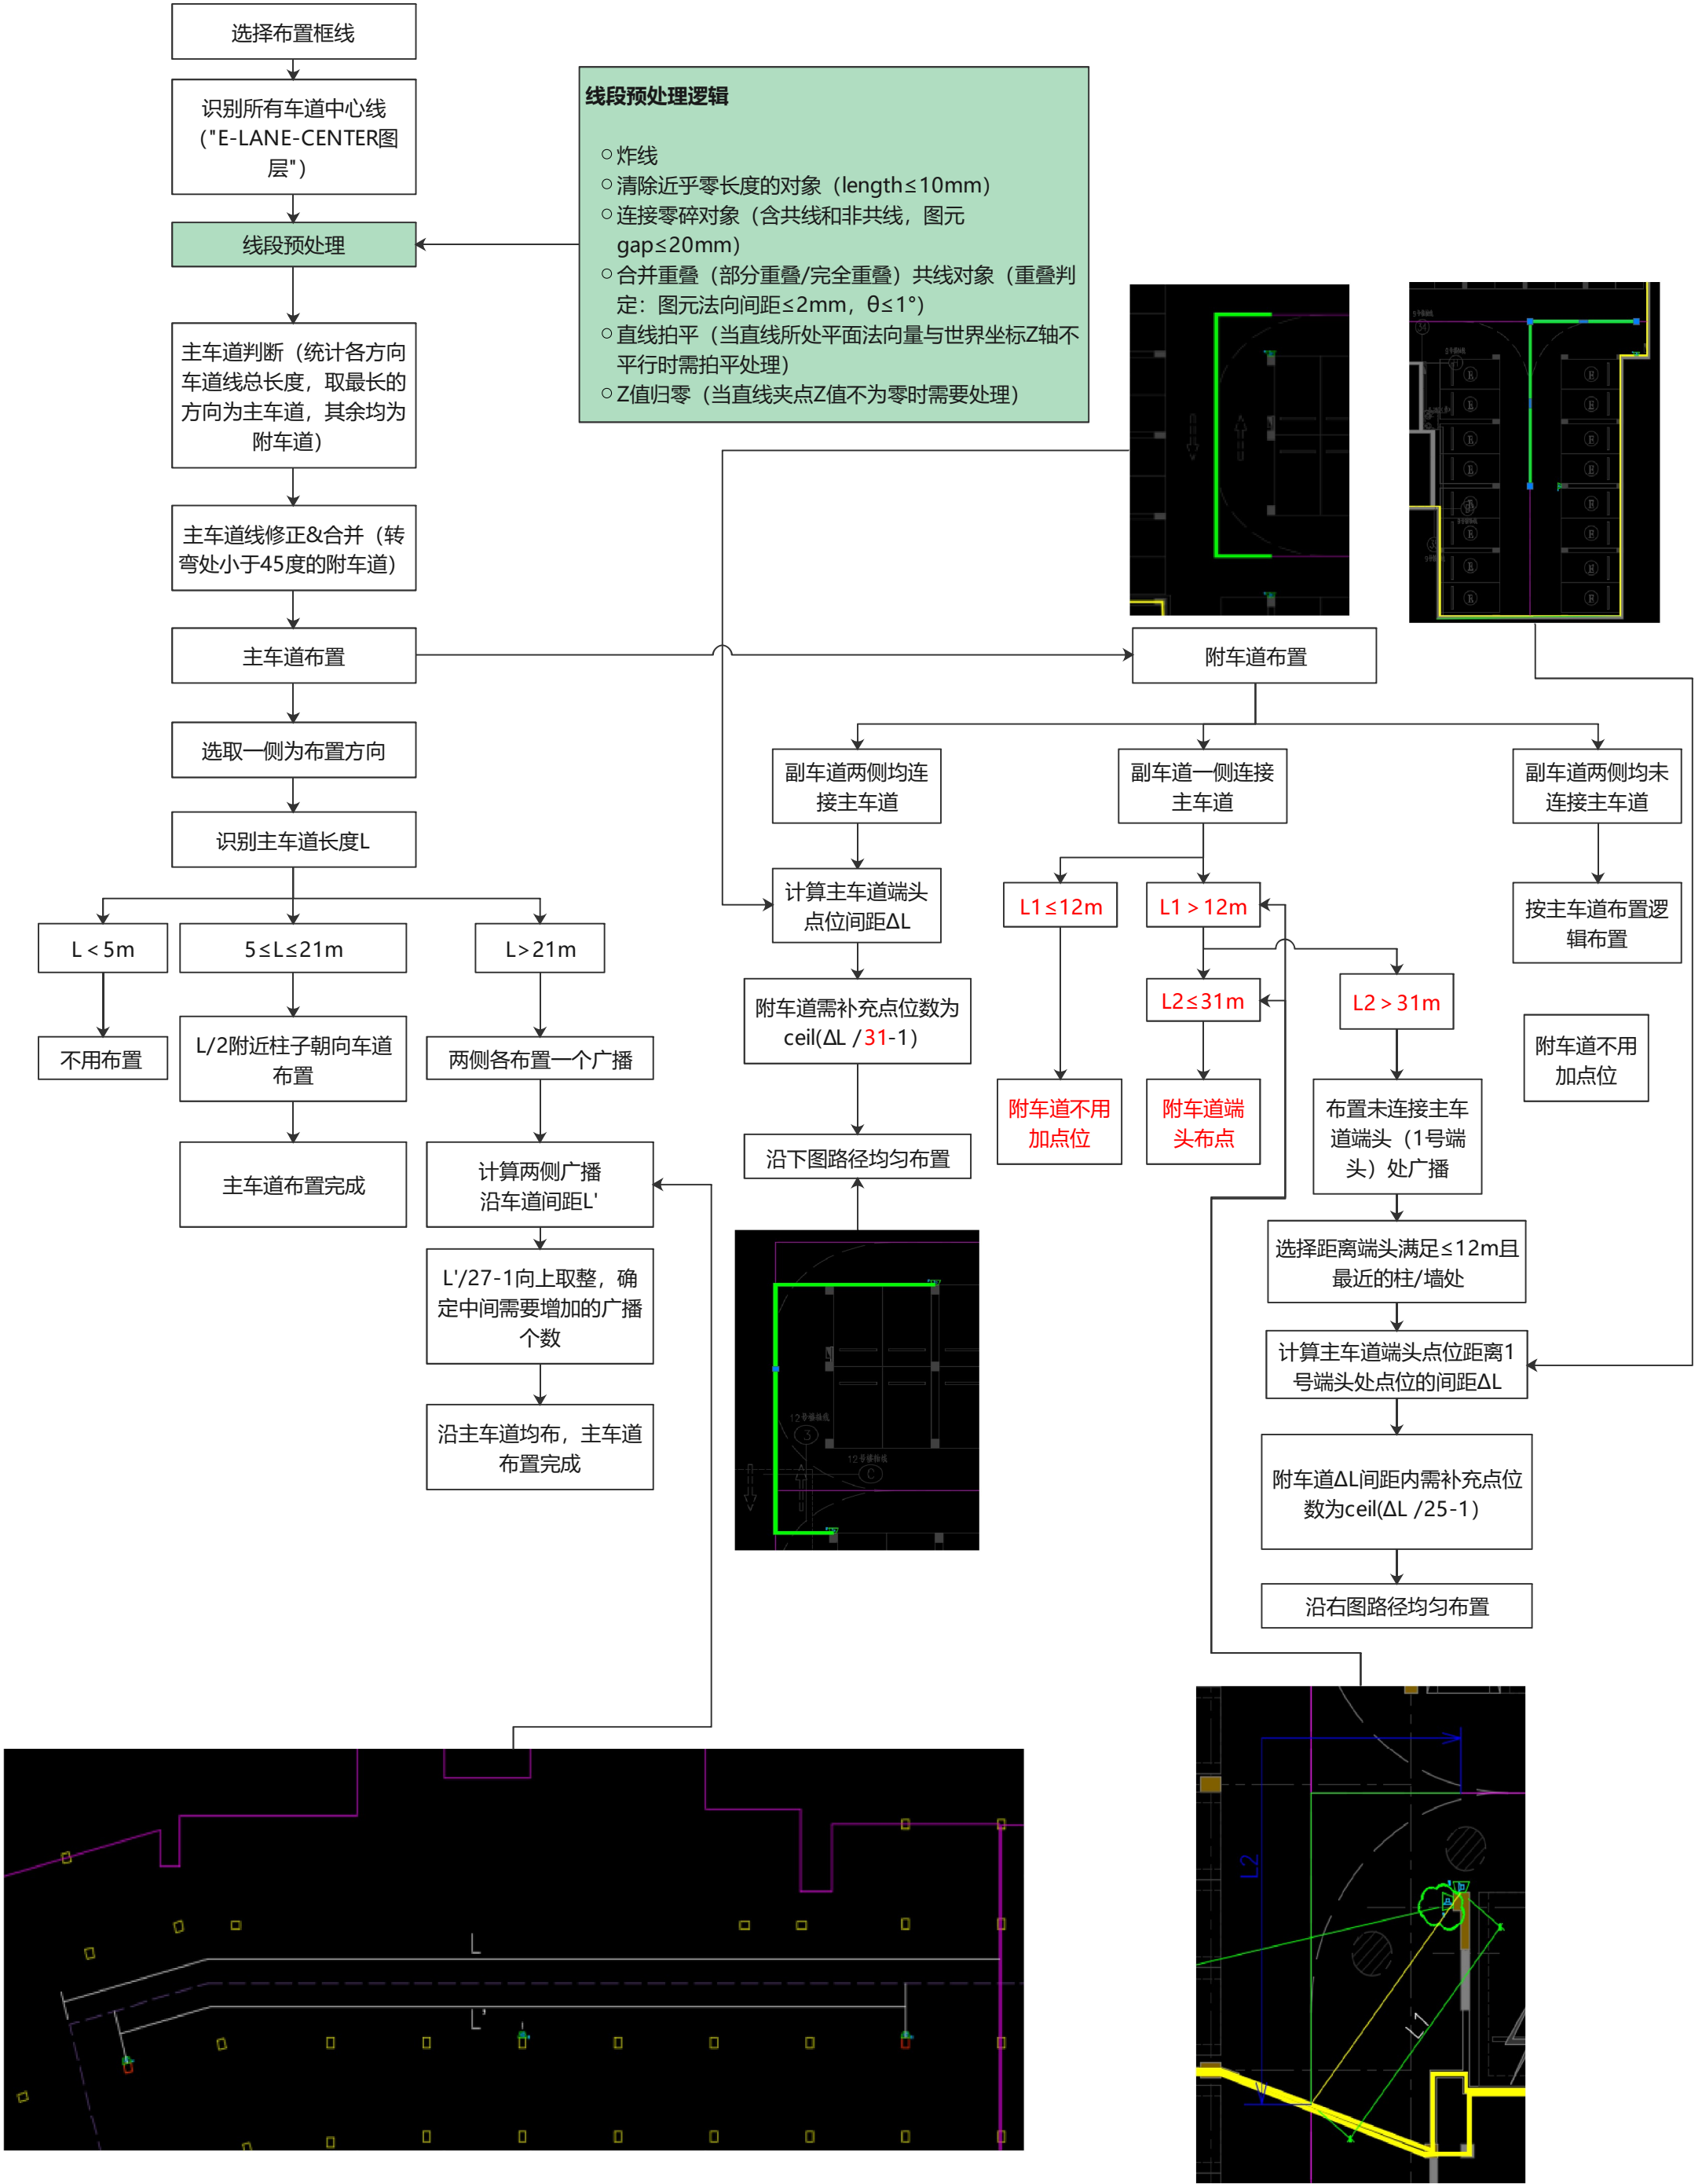 选择布置框线
识别所有车道中心线
（"E-LANE-CENTER图
层"）
线段预处理
线段预处理逻辑
炸线
清除近乎零长度的对象（length≤10mm）
连接零碎对象（含共线和非共线，图元
gap≤20mm）
合并重叠（部分重叠/完全重叠）共线对象（重叠判
定：图元法向间距≤2mm，θ≤1°）
直线拍平（当直线所处平面法向量与世界坐标Z轴不
平行时需拍平处理）
Z值归零（当直线夹点Z值不为零时需要处理）
主车道判断（统计各方向
车道线总长度，取最长的
方向为主车道，其余均为
附车道）
主车道线修正&合并（转
弯处小于45度的附车道）
主车道布置
选取一侧为布置方向
识别主车道长度L
L＜5m
5≤L≤21m
L>21m
不用布置
L/2附近柱子朝向车道
布置
主车道布置完成
两侧各布置一个广播
计算两侧广播
沿车道间距L'
L'/27-1向上取整，确
定中间需要增加的广播
个数
沿主车道均布，主车道
布置完成
附车道布置
副车道两侧均连
接主车道
计算主车道端头
点位间距ΔL
附车道需补充点位数为
ceil(ΔL /31-1）
沿下图路径均匀布置
副车道一侧连接
主车道
L1≤12m
L1＞12m
L2≤31m
L2＞31m
附车道不用
加点位
附车道端
头布点
布置未连接主车
道端头（1号端
头）处广播
选择距离端头满足≤12m且
最近的柱/墙处
计算主车道端头点位距离1
号端头处点位的间距ΔL
附车道ΔL间距内需补充点位
数为ceil(ΔL /25-1）
沿右图路径均匀布置
副车道两侧均未
连接主车道
按主车道布置逻
辑布置
附车道不用
加点位
3
C
L
L'
L2
L1